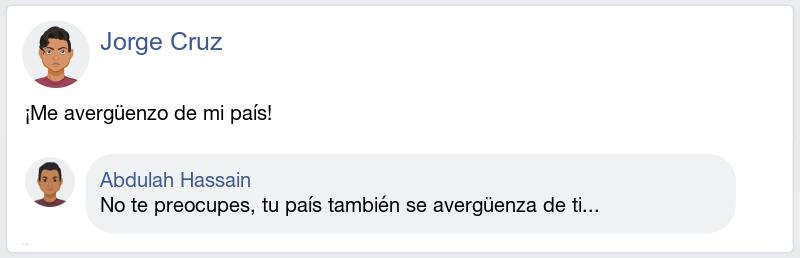 Jorge Cruz
¡Me avergüenzo de mi país!
Abdulah Hassain
No te preocupes, tu país también se avergüenza de ti...